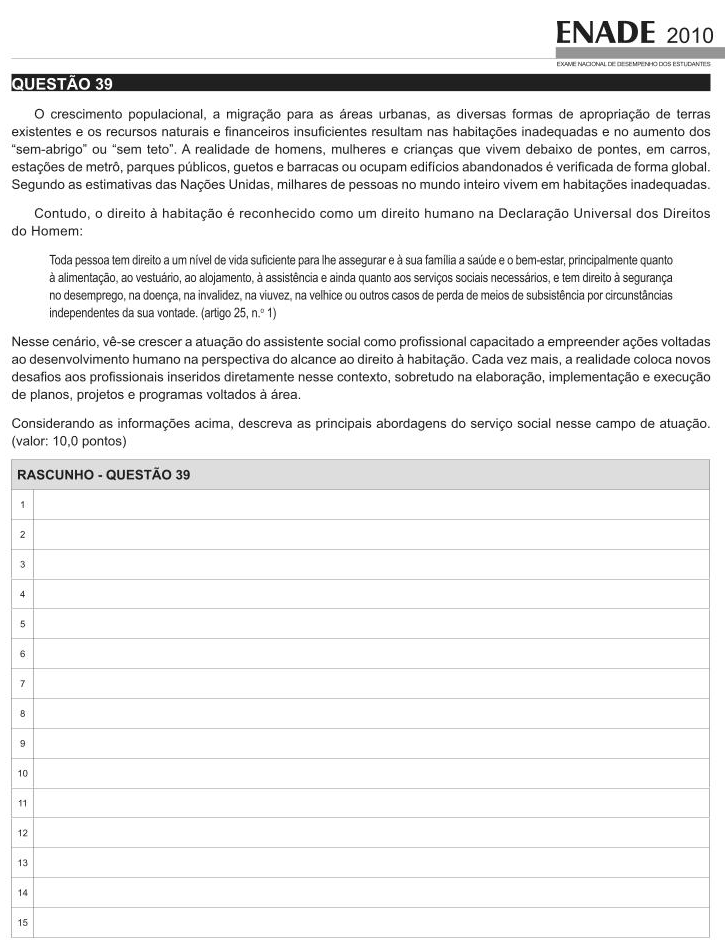 ENADE 2010
EXAME NACIONAL DE DESEMPENHO DOS ESTUDANTES
QUESTÃO 39
O crescimento populacional, a migração para as áreas urbanas, as diversas formas de apropriação de terras
existentes e os recursos naturais e financeiros insuficientes resultam nas habitações inadequadas e no aumento dos
“sem-abrigo” ou “sem teto”. A realidade de homens, mulheres e crianças que vivem debaixo de pontes, em carros,
estações de metrô, parques públicos, guetos e barracas ou ocupam edifícios abandonados é verificada de forma global.
Segundo as estimativas das Nações Unidas, milhares de pessoas no mundo inteiro vivem em habitações inadequadas.
Contudo, o direito à habitação é reconhecido como um direito humano na Declaração Universal dos Direitos
do Homem:
Toda pessoa tem direito a um nível de vida suficiente para lhe assegurar e à sua família a saúde e o bem-estar, principalmente quanto
à alimentação, ao vestuário, ao alojamento, à assistência e ainda quanto aos serviços sociais necessários, e tem direito à segurança
no desemprego, na doença, na invalidez, na viuvez, na velhice ou outros casos de perda de meios de subsistência por circunstâncias
independentes da sua vontade. (artigo 25, n.º 1)
Nesse cenário, vê-se crescer a atuação do assistente social como profissional capacitado a empreender ações voltadas
ao desenvolvimento humano na perspectiva do alcance ao direito à habitação. Cada vez mais, a realidade coloca novos
desafios aos profissionais inseridos diretamente nesse contexto, sobretudo na elaboração, implementação e execução
de planos, projetos e programas voltados à área.
Considerando as informações acima, descreva as principais abordagens do serviço social nesse campo de atuação.
(valor: 10,0 pontos)
RASCUNHO - QUESTÃO 39
1
2
3
4
5
6
7
8
9
10
11
12
13
14
15